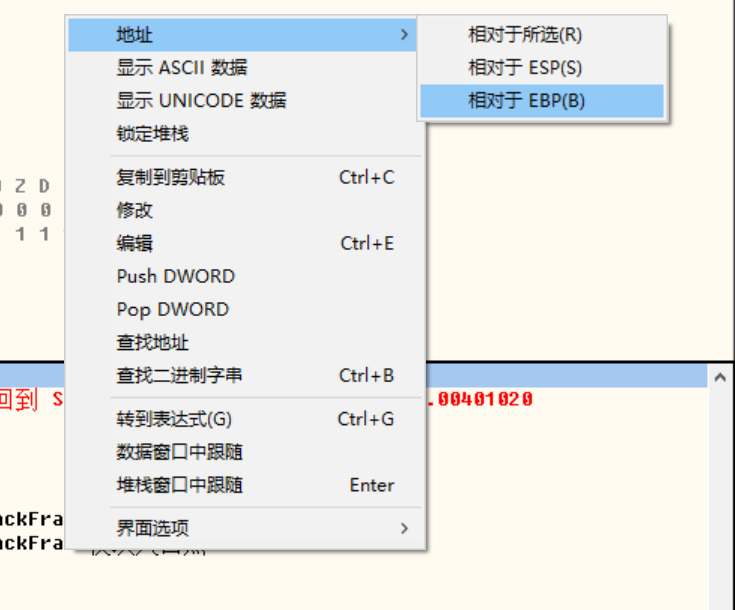 地址 >
相对于所选(R)
相对于 ESP(S)
相对于 EBP(B)
显示 ASCII 数据
显示 UNICODE 数据
锁定堆栈
复制到剪贴板 Ctrl+C
修改
编辑 Ctrl+E
Push DWORD
Pop DWORD
查找地址
查找二进制字串 Ctrl+B
转到表达式(G) Ctrl+G
数据窗口中跟随
堆栈窗口中跟随 Enter
界面选项 >
Z D
0 0
1 1
回到 S
.00401020
ackFra
ackFra